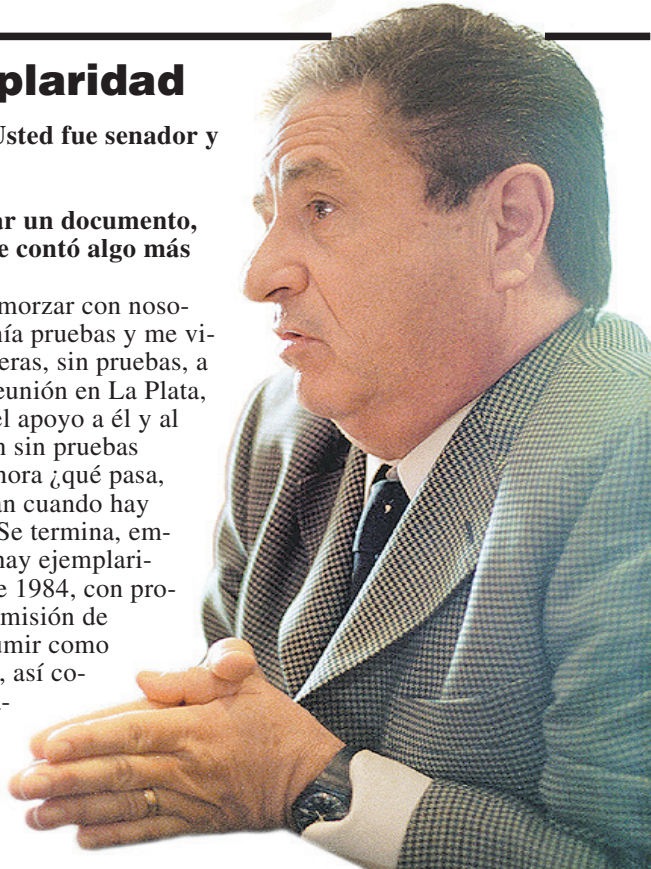 plaridad
Usted fue senador y
ar un documento,
e contó algo más
morzar con noso-
nía pruebas y me vi-
eras, sin pruebas, a
eunión en La Plata,
el apoyo a él y al
n sin pruebas
hora ¿qué pasa,
an cuando hay
Se termina, em-
hay ejemplari-
e 1984, con pro-
misión de
umir como
, así co-
-